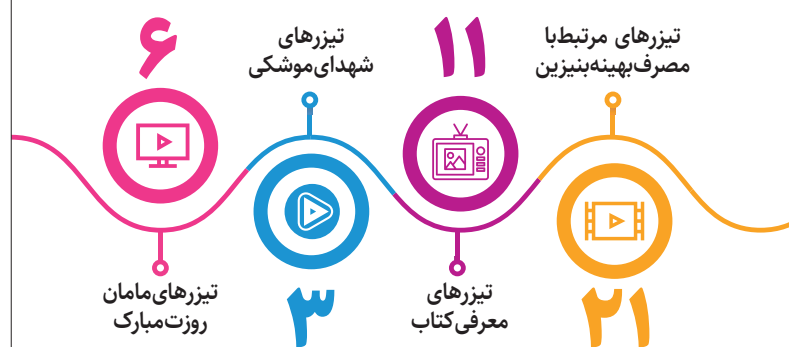 تیزرهای مرتبط با
مصرف بهینه بنیزین
۲۱
۱۱
تیزرهای
معرفی کتاب
تیزرهای
شهدای موشکی
۳
۶
تیزرهای مامان
روزت مبارک